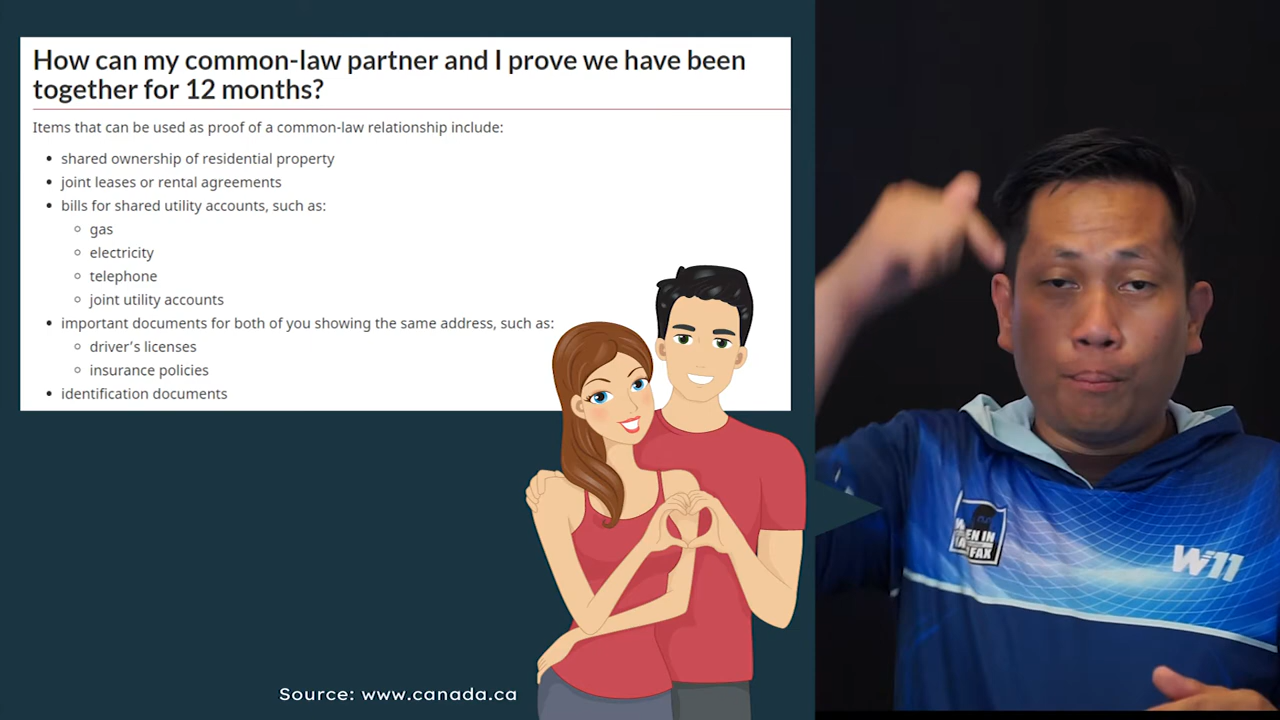 How can my common-law partner and I prove we have been
together for 12 months?
Items that can be used as proof of a common-law relationship include:
shared ownership of residential property
joint leases or rental agreements
bills for shared utility accounts, such as:
gas
electricity
telephone
joint utility accounts
important documents for both of you showing the same address, such as:
driver's licenses
insurance policies
identification documents
Source: www.canada.ca
W11